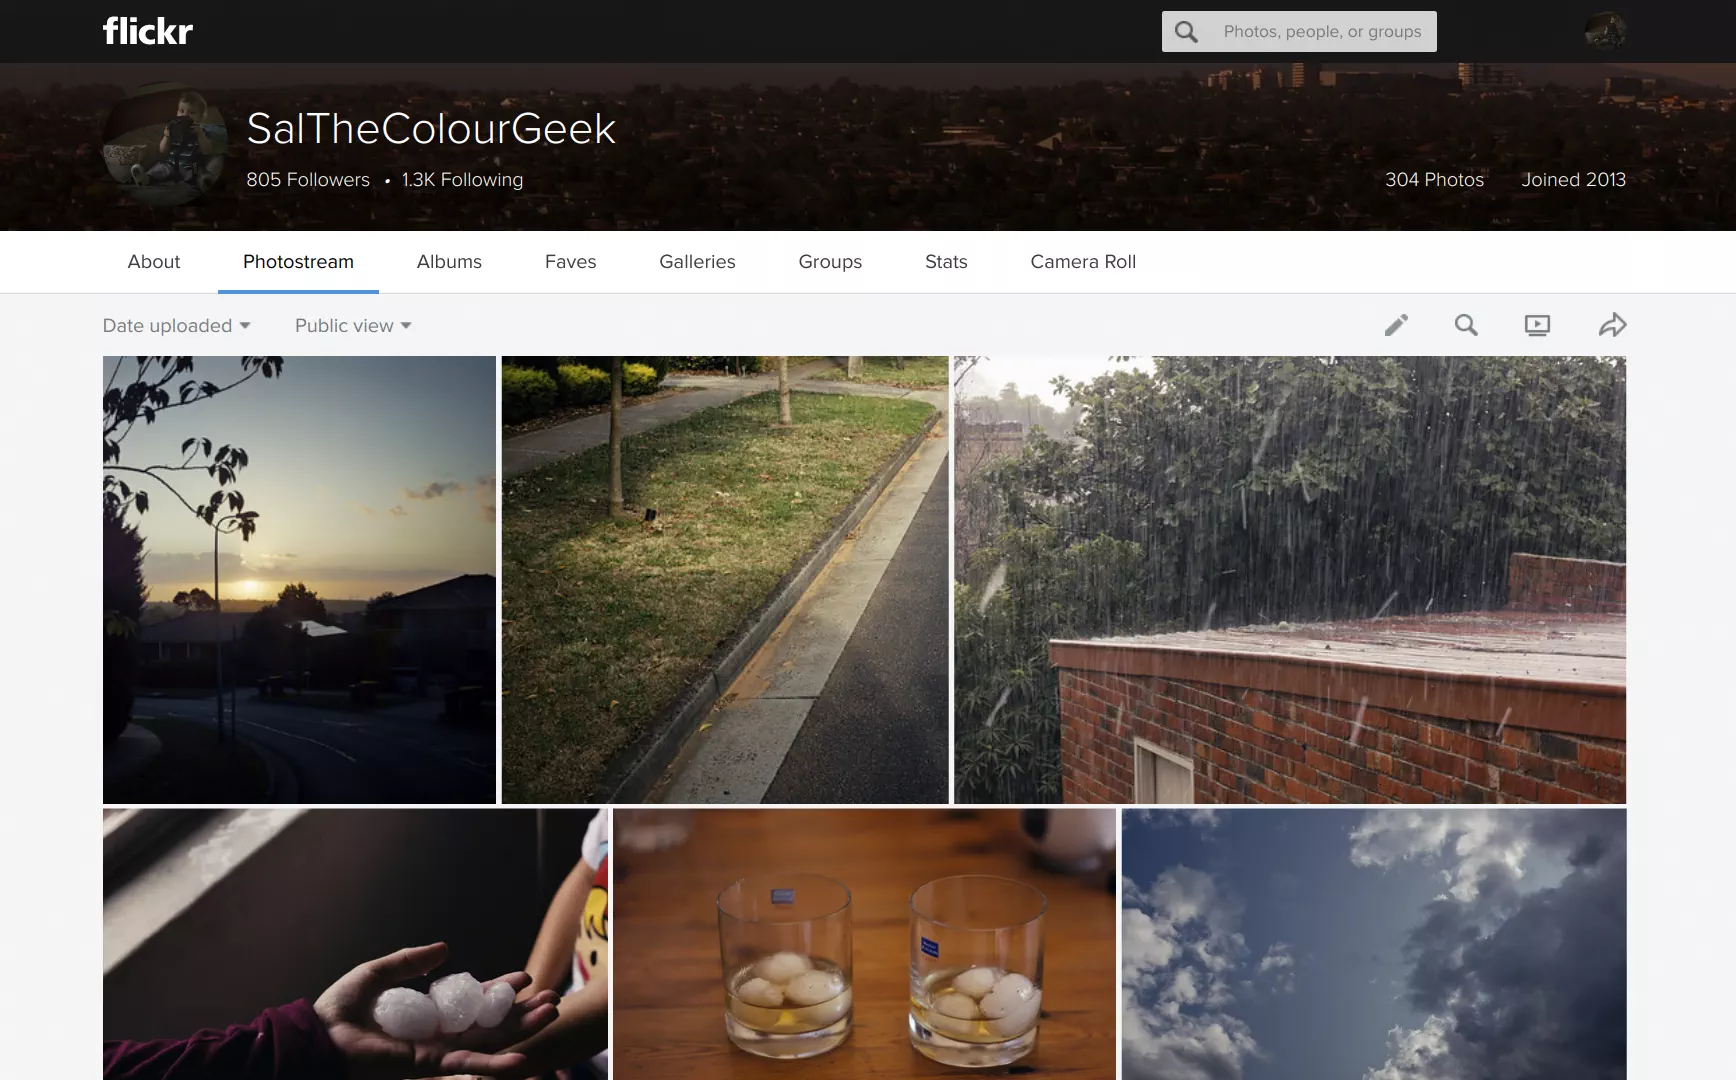 flickr
Photos, people, or groups
SalTheColourGeek
805 Followers • 1.3K Following
304 Photos Joined 2013
About Photostream Albums Faves Galleries Groups Stats Camera Roll
Date uploaded Public view